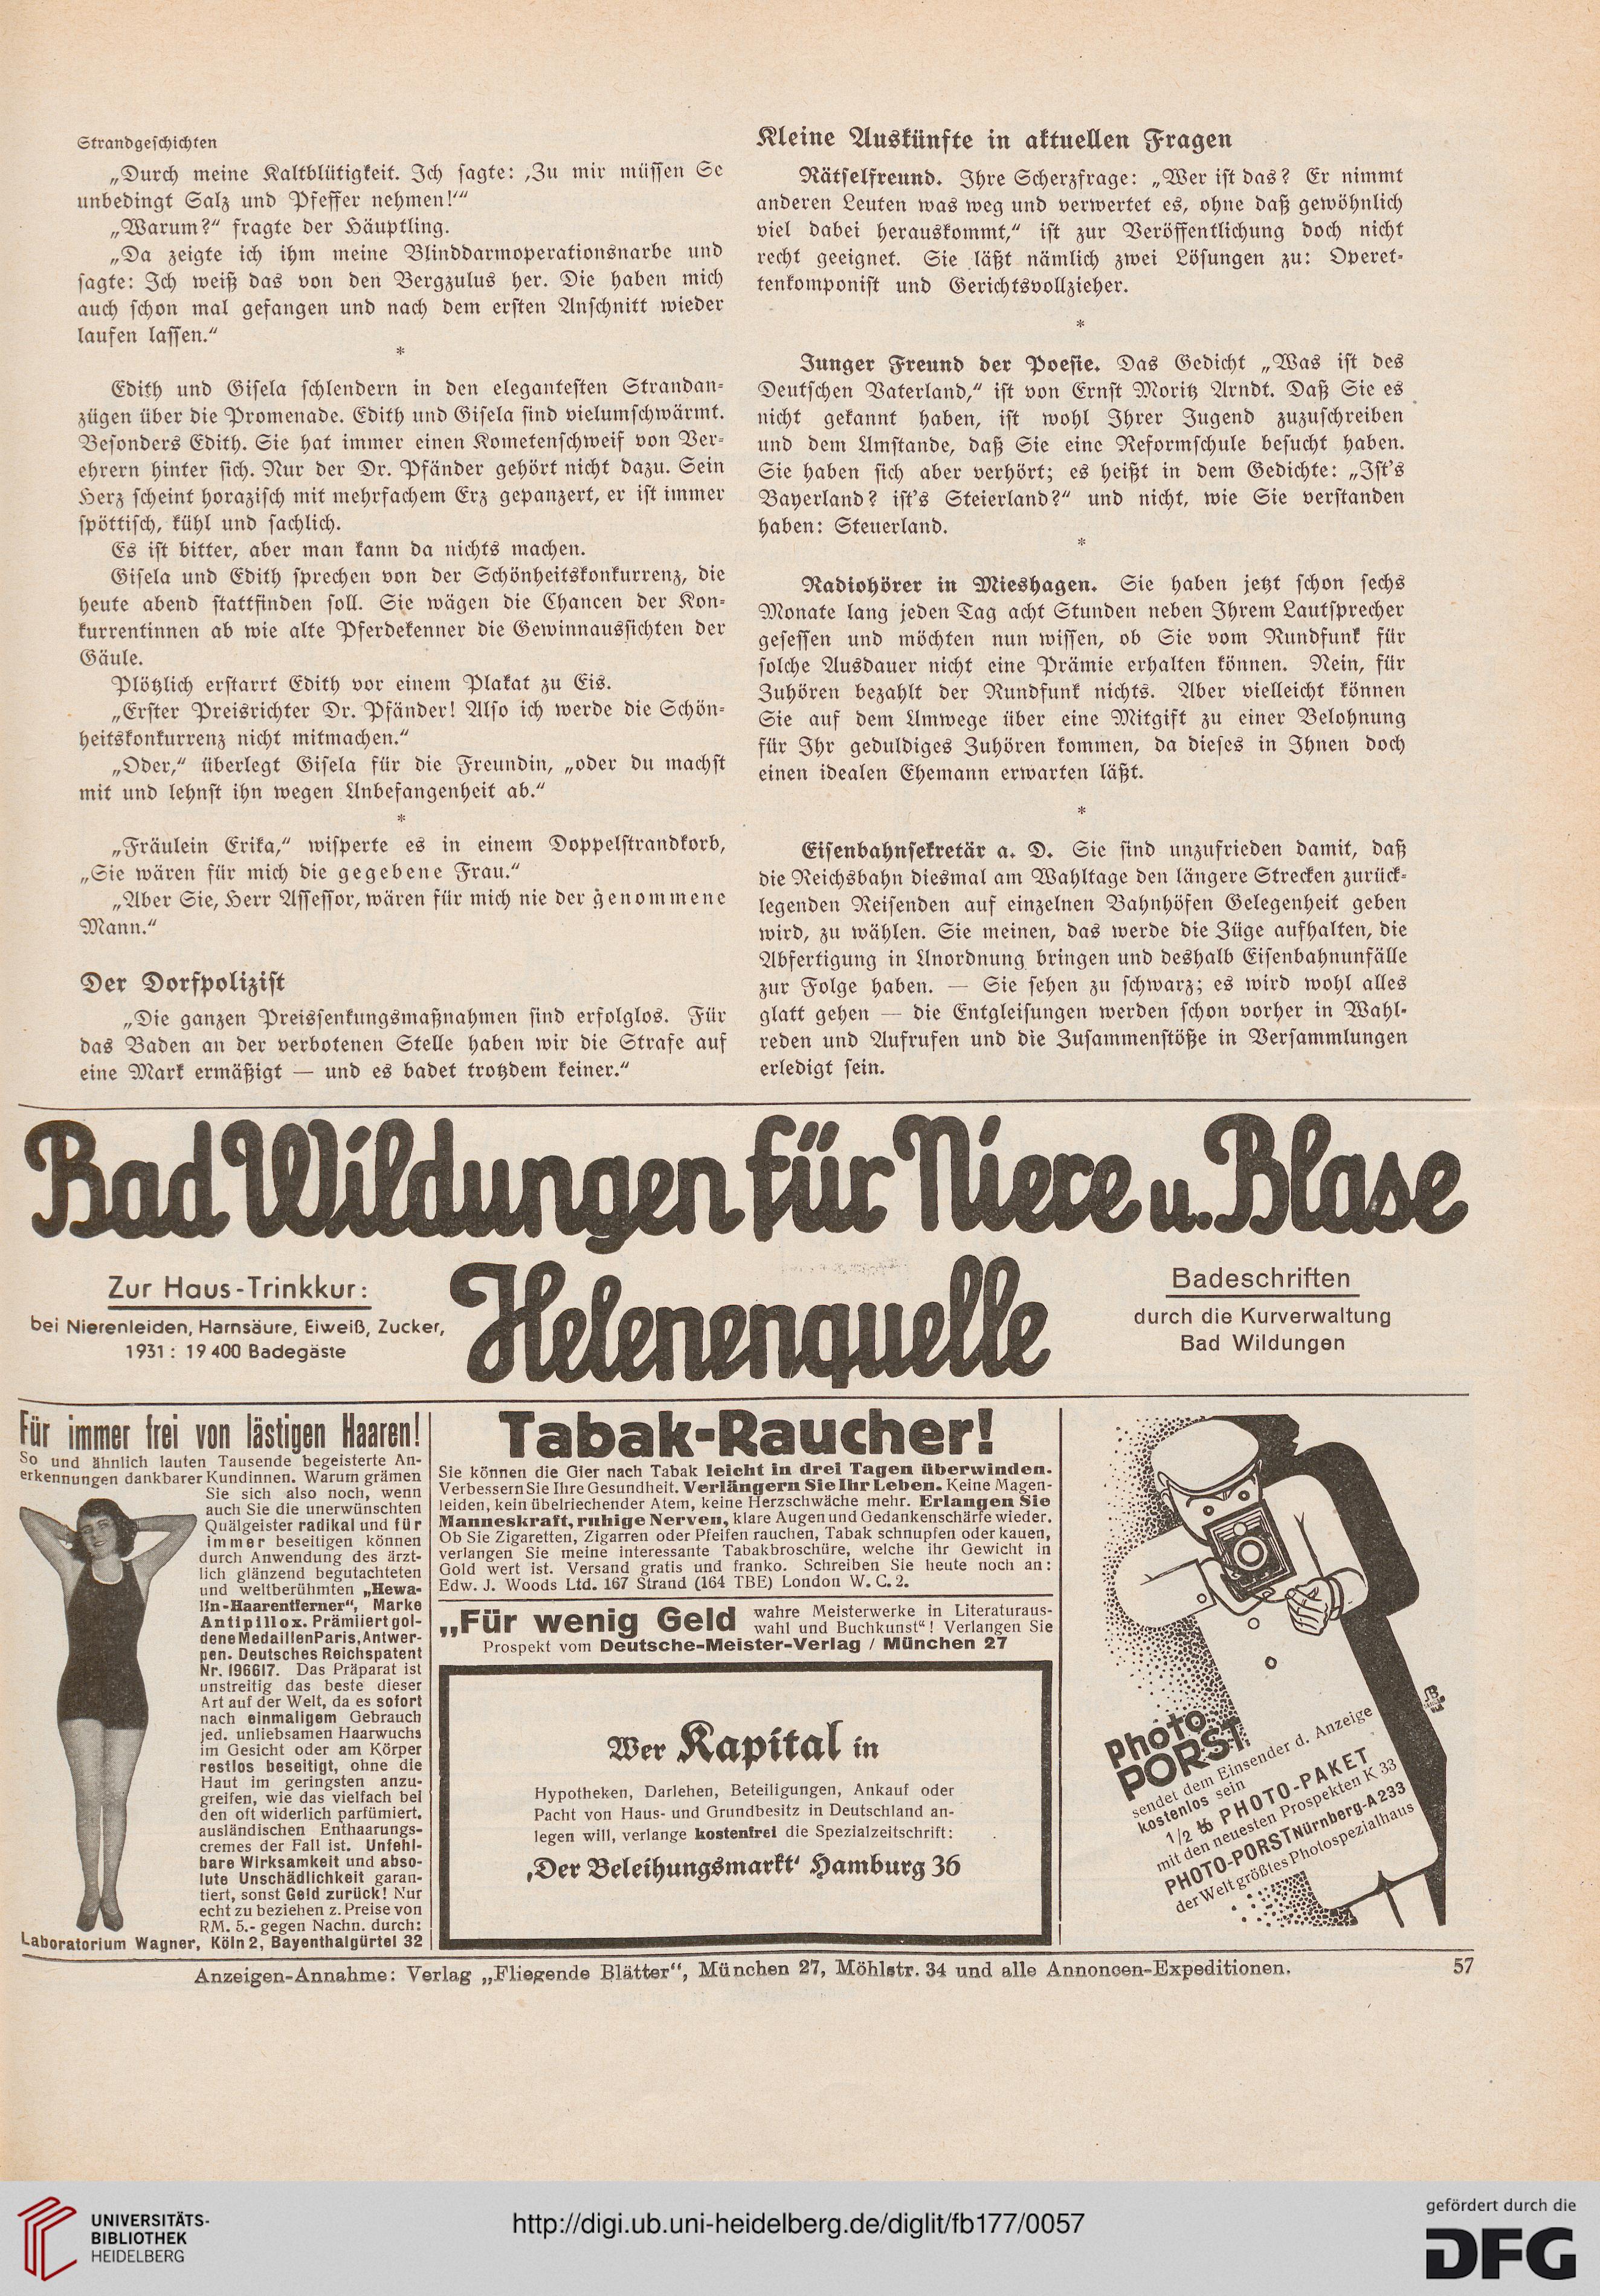 Strandgeschichten
„Durch meine Kaltblütigkeit. Ich sagte: ‚Zu mir müssen Se
unbedingt Salz und Pfeffer nehmen!‘“
„Warum?“ fragte der Häuptling.
„Da zeigte ich ihm meine Blinddarmoperationsnarbe und
sagte: Ich weiß das von den Bergzulus her. Die haben mich
auch schon mal gefangen und nach dem ersten Anschnitt wieder
laufen lassen.“
*
Edith und Gisela schlendern in den elegantesten Strandan-
zügen über die Promenade. Edith und Gisela sind vielumschwärmt.
Besonders Edith. Sie hat immer einen Kometenschweif von Ver-
ehrern hinter sich. Nur der Dr. Pfänder gehört nicht dazu. Sein
Herz scheint horazisch mit mehrfachem Erz gepanzert, er ist immer
spöttisch, kühl und sachlich.
Es ist bitter, aber man kann da nichts machen.
Gisela und Edith sprechen von der Schönheitskonkurrenz, die
heute abend stattfinden soll. Sie wägen die Chancen der Kon-
kurrentinnen ab wie alte Pferdekenner die Gewinnaussichten der
Gäule.
Plötzlich erstarrt Edith vor einem Plakat zu Eis.
„Erster Preisrichter Dr. Pfänder! Also ich werde die Schön-
heitskonkurrenz nicht mitmachen.“
„Oder,“ überlegt Gisela für die Freundin, „oder du machst
mit und lehnst ihn wegen Unbefangenheit ab.“
*
„Fräulein Erika,“ wisperte es in einem Doppelstrandkorb,
„Sie wären für mich die gegebene Frau.“
„Aber Sie, Herr Assessor, wären für mich nie der genommene
Mann.“
Der Dorfpolizist
„Die ganzen Preissenkungsmaßnahmen sind erfolglos. Für
das Baden an der verbotenen Stelle haben wir die Strafe auf
eine Mark ermäßigt — und es badet trotzdem keiner.“
Kleine Auskünfte in aktuellen Fragen
Rätselfreund. Ihre Scherzfrage: „Wer ist das? Er nimmt
anderen Leuten was weg und verwertet es, ohne daß gewöhnlich
viel dabei herauskommt,“ ist zur Veröffentlichung doch nicht
recht geeignet. Sie läßt nämlich zwei Lösungen zu: Operet-
tenkomponist und Gerichtsvollzieher.
*
Junger Freund der Poesie. Das Gedicht „Was ist des
Deutschen Vaterland,“ ist von Ernst Moritz Arndt. Daß Sie es
nicht gekannt haben, ist wohl Ihrer Jugend zuzuschreiben
und dem Umstande, daß Sie eine Reformschule besucht haben.
Sie haben sich aber verhört; es heißt in dem Gedichte: „Ist's
Bayerland? ist's Steierland?“ und nicht, wie Sie verstanden
haben: Steuerland.
*
Radiohörer in Mieshagen. Sie haben jetzt schon sechs
Monate lang jeden Tag acht Stunden neben Ihrem Lautsprecher
gesessen und möchten nun wissen, ob Sie vom Rundfunk für
solche Ausdauer nicht eine Prämie erhalten können. Nein, für
Zuhören bezahlt der Rundfunk nichts. Aber vielleicht können
Sie auf dem Umwege über eine Mitgift zu einer Belohnung
für Ihr geduldiges Zuhören kommen, da dieses in Ihnen doch
einen idealen Ehemann erwarten läßt.
*
Eisenbahnsekretär a. D. Sie sind unzufrieden damit, daß
die Reichsbahn diesmal am Wahltage den längere Strecken zurück-
legenden Reisenden auf einzelnen Bahnhöfen Gelegenheit geben
wird, zu wählen. Sie meinen, das werde die Züge aufhalten, die
Abfertigung in Unordnung bringen und deshalb Eisenbahnunfälle
zur Folge haben. — Sie sehen zu schwarz; es wird wohl alles
glatt gehen — die Entgleisungen werden schon vorher in Wahl-
reden und Aufrufen und die Zusammenstöße in Versammlungen
erledigt sein.
Bad Wildungen für Niere u. Blase
Zur Haus-Trinkkur:
bei Nierenleiden, Harnsäure, Eiweiß, Zucker,
1931: 19 400 Badegäste
Helenenquelle
Badeschriften
durch die Kurverwaltung
Bad Wildungen
Für immer frei von lästigen Haaren!
So und ähnlich lauten Tausende begeisterte An-
erkennungen dankbarer Kundinnen. Warum grämen
Sie sich also noch, wenn
auch Sie die unerwünschten
Quälgeister radikal und für
immer beseitigen können
durch Anwendung des ärzt-
lich glänzend begutachteten
und weltberühmten „Hewa-
lin-Haarentferner“, Marke
Antipillox. Prämiiert gol-
dene Medaillen Paris, Antwer-
pen. Deutsches Reichspatent
Nr. 196617. Das Präparat ist
unstreitig das beste dieser
Art auf der Welt, da es sofort
nach einmaligem Gebrauch
jed. unliebsamen Haarwuchs
im Gesicht oder am Körper
restlos beseitigt, ohne die
Haut im geringsten anzu-
greifen, wie das vielfach bei
den oft widerlich parfümiert.
ausländischen Enthaarungs-
cremes der Fall ist. Unfehl-
bare Wirksamkeit und abso-
lute Unschädlichkeit garan-
tiert, sonst Geld zurück! Nur
echt zu beziehen z. Preise von
RM. 5.- gegen Nachn. durch:
Laboratorium Wagner, Köln 2, Bayenthalgürtel 32
Tabak-Raucher!
Sie können die Gier nach Tabak leicht in drei Tagen überwinden.
Verbessern Sie Ihre Gesundheit. Verlängern Sie Ihr Leben. Keine Magen-
leiden, kein übelriechender Atem, keine Herzschwäche mehr. Erlangen Sie
Manneskraft, ruhige Nerven, klare Augen und Gedankenschärfe wieder.
Ob Sie Zigaretten, Zigarren oder Pfeifen rauchen, Tabak schnupfen oder kauen,
verlangen Sie meine interessante Tabakbroschüre, welche ihr Gewicht in
Gold wert ist. Versand gratis und franko. Schreiben Sie heute noch an:
Edw. J. Woods Ltd. 167 Strand (164 TBE) London W. C. 2.
„Für wenig Geld wahre Meisterwerke in Literaturaus-
wahl und Buchkunst“! Verlangen Sie
Prospekt vom Deutsche-Meister-Verlag / München 27
Wer Kapital in
Hypotheken, Darlehen, Beteiligungen, Ankauf oder
Pacht von Haus- und Grundbesitz in Deutschland an-
legen will, verlange kostenfrei die Spezialzeitschrift:
‚Der Beleihungsmarkt‘ Hamburg 36
Photo
PORST
sendet dem Einsender d. Anzeige
kostenlos sein
1/2 ℔ PHOTO-PAKET
mit den neuesten Prospekten K 33
PHOTO-PORST Nürnberg-A 233
der Welt größtes Photospezialhaus
Anzeigen-Annahme: Verlag „Fliegende Blätter“, München 27, Möhlstr. 34 und alle Annoncen-Expeditionen.
57
UNIVERSITÄTS-
BIBLIOTHEK
HEIDELBERG
http://digi.ub.uni-heidelberg.de/diglit/fb177/0057
gefördert durch die
DFG